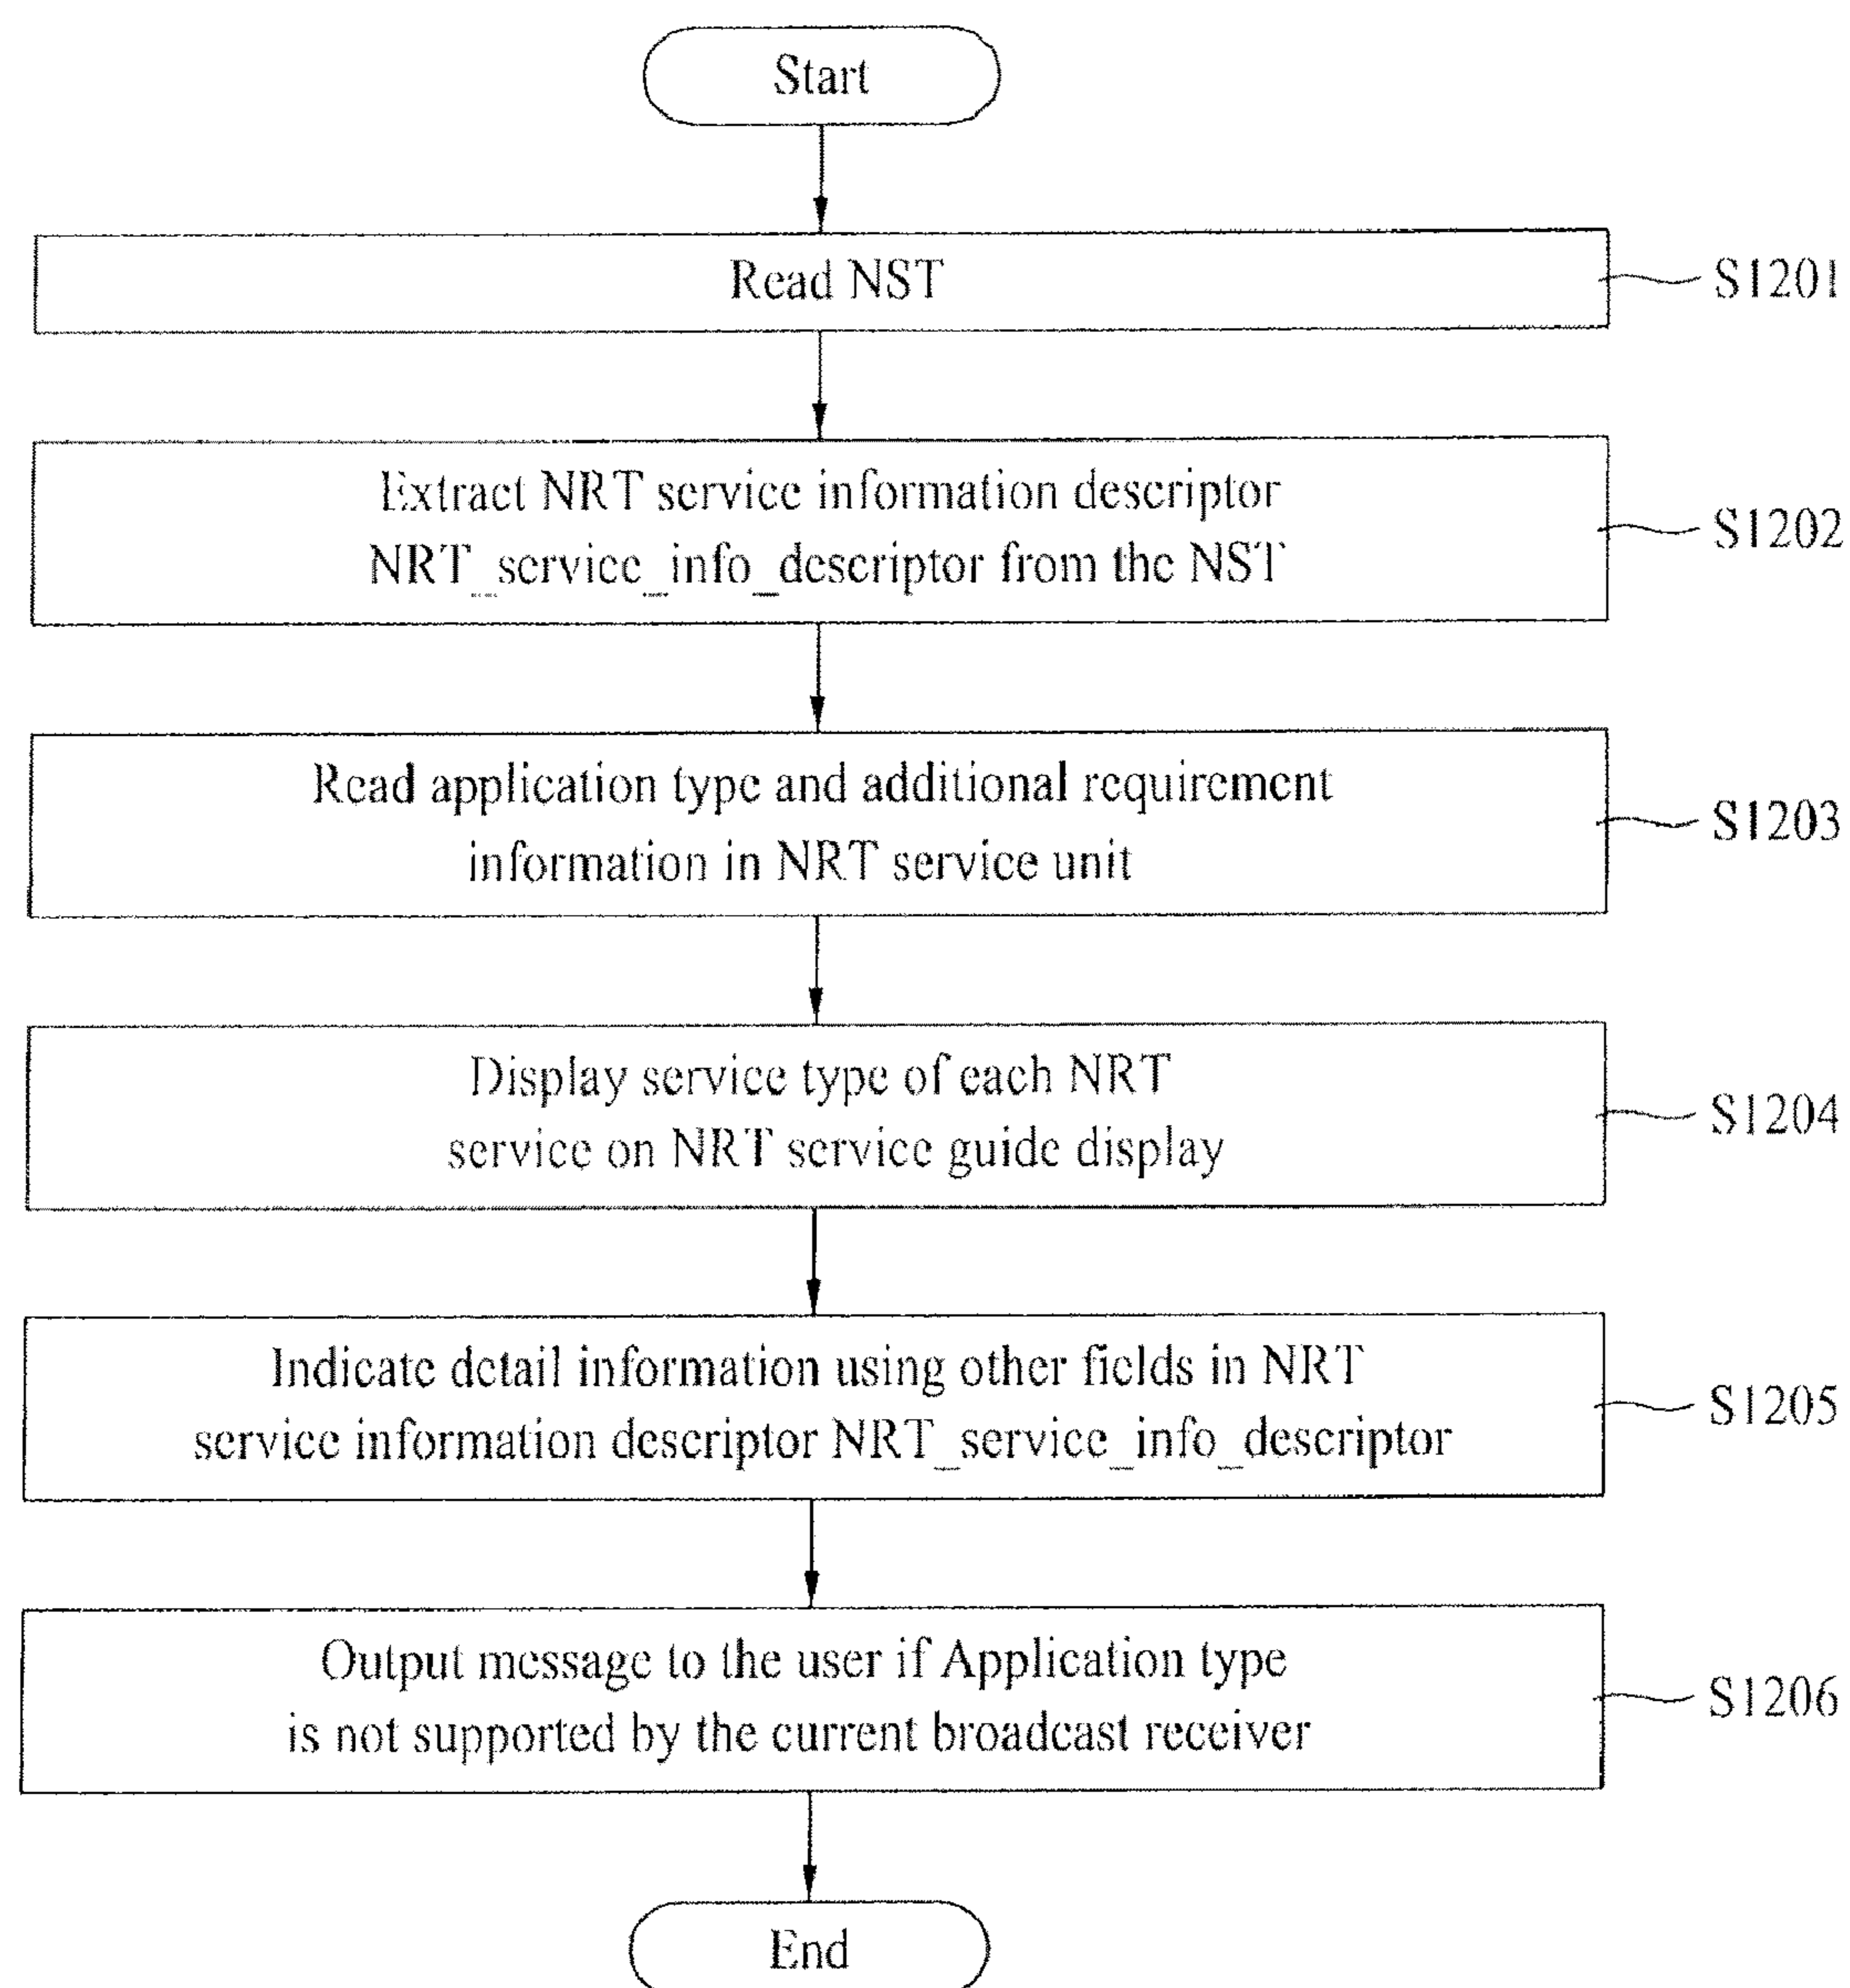 Start
Read NST
S1201
Extract NRT service information descriptor
NRT_service_info_descriptor from the NST
S1202
Read application type and additional requirement
information in NRT service unit
S1203
Display service type of each NRT
service on NRT service guide display
S1204
Indicate detail information using other fields in NRT
service information descriptor NRT_service_info_descriptor
S1205
Output message to the user if Application type
is not supported by the current broadcast receiver
S1206
End